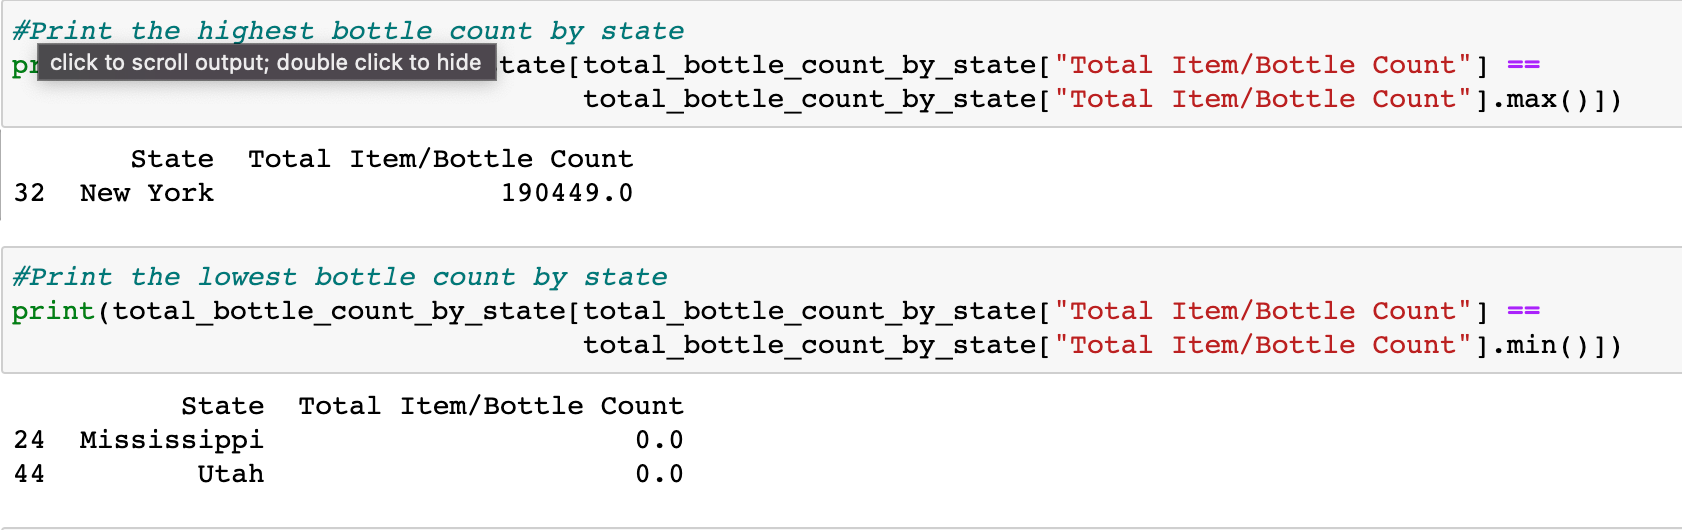 #Print the highest bottle count by state
pr click to scroll output; double click to hide tate[total_bottle_count_by_state["Total Item/Bottle Count"] ==
total_bottle_count_by_state["Total Item/Bottle Count"].max()])
State Total Item/Bottle Count
32 New York 190449.0
#Print the lowest bottle count by state
print(total_bottle_count_by_state[total_bottle_count_by_state["Total Item/Bottle Count"] ==
total_bottle_count_by_state["Total Item/Bottle Count"].min()])
State Total Item/Bottle Count
24 Mississippi 0.0
44 Utah 0.0